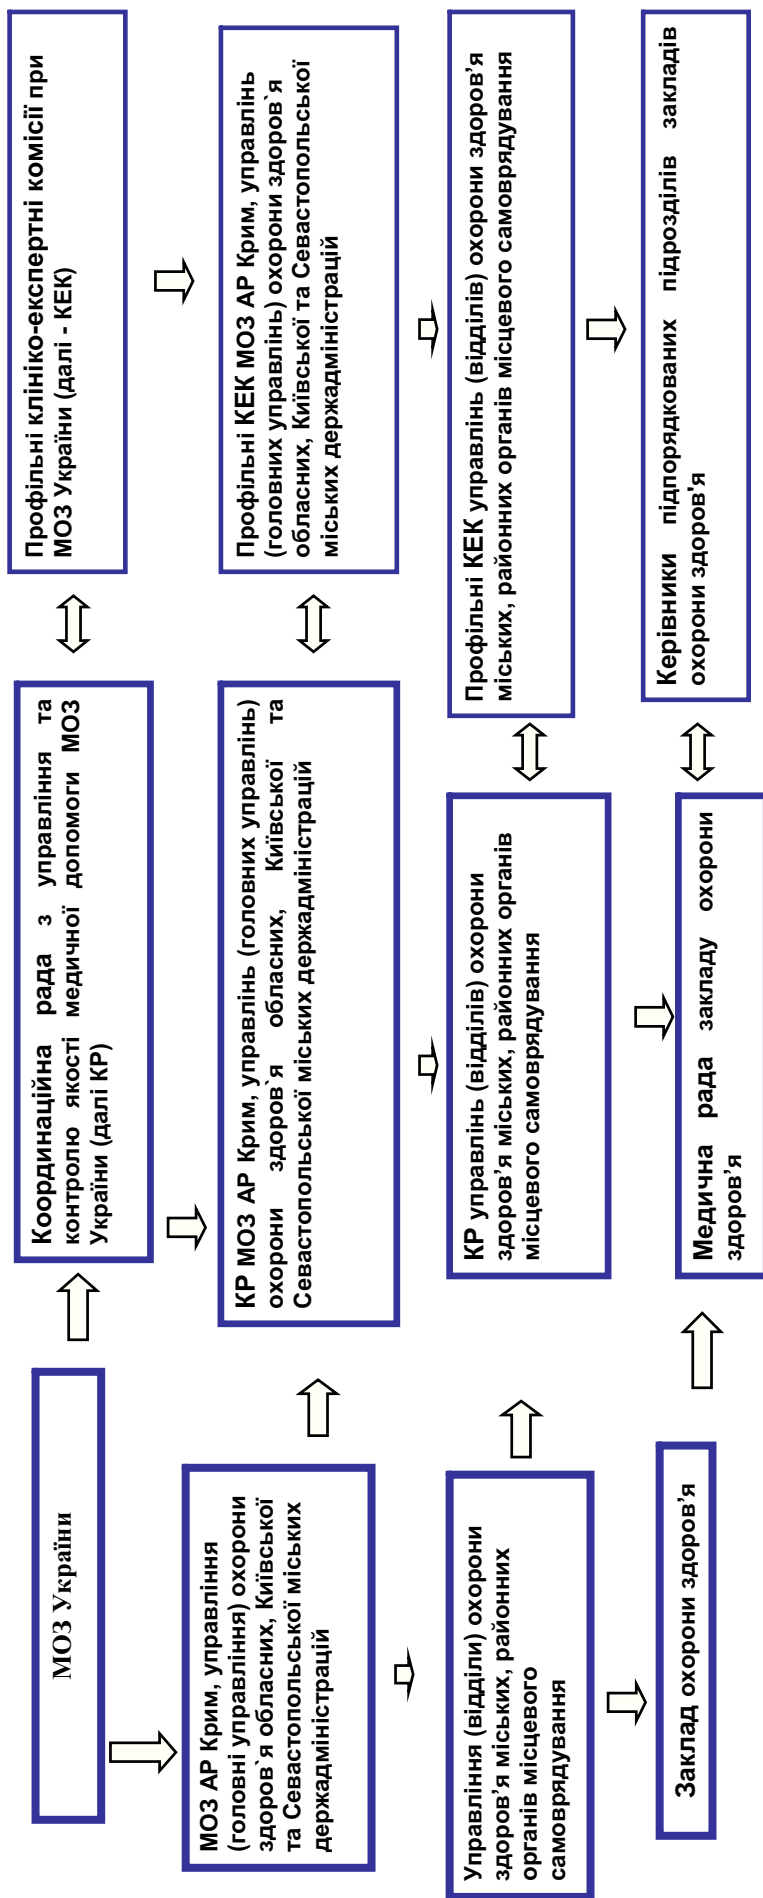 МОЗ України
Координаційна рада з управління та
контролю якості медичної допомоги МОЗ
України (далі КР)
Профільні клініко-експертні комісії при
МОЗ України (далі - КЕК)
МОЗ АР Крим, управління
(головні управління) охорони
здоров`я обласних, Київської
та Севастопольської міських
держадміністрацій
КР МОЗ АР Крим, управлінь (головних управлінь)
охорони здоров`я обласних, Київської та
Севастопольської міських держадміністрацій
Профільні КЕК МОЗ АР Крим, управлінь
(головних управлінь) охорони здоров`я
обласних, Київської та Севастопольської
міських держадміністрацій
Управління (відділи) охорони
здоров’я міських, районних
органів місцевого
самоврядування
КР управлінь (відділів) охорони
здоров’я міських, районних органів
місцевого самоврядування
Профільні КЕК управлінь (відділів) охорони здоров’я
міських, районних органів місцевого самоврядування
Заклад охорони здоров’я
Медична рада закладу охорони
здоров’я
Керівники підпорядкованих підрозділів закладів
охорони здоров'я